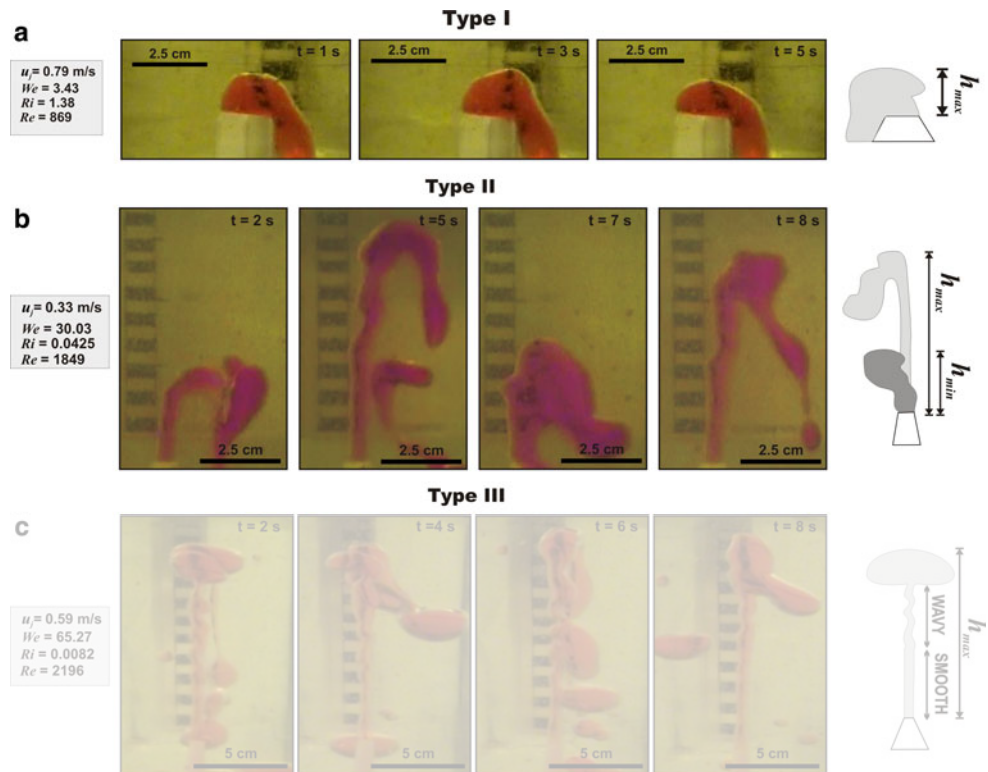 Type I
a
2.5 cm
t = 1 s
2.5 cm
t = 3 s
2.5 cm
t = 5 s
u_j= 0.79 m/s
We = 3.43
Ri = 1.38
Re = 869
h_max
Type II
b
t = 2 s
t =5 s
t = 7 s
t = 8 s
u_j= 0.33 m/s
We = 30.03
Ri = 0.0425
Re = 1849
h_max
h_min
2.5 cm
2.5 cm
2.5 cm
2.5 cm
Type III
c
t = 2 s
t =4 s
t = 6 s
t = 8 s
u_j= 0.59 m/s
We = 65.27
Ri = 0.0082
Re = 2196
WAVY
SMOOTH
h_max
5 cm
5 cm
5 cm
5 cm